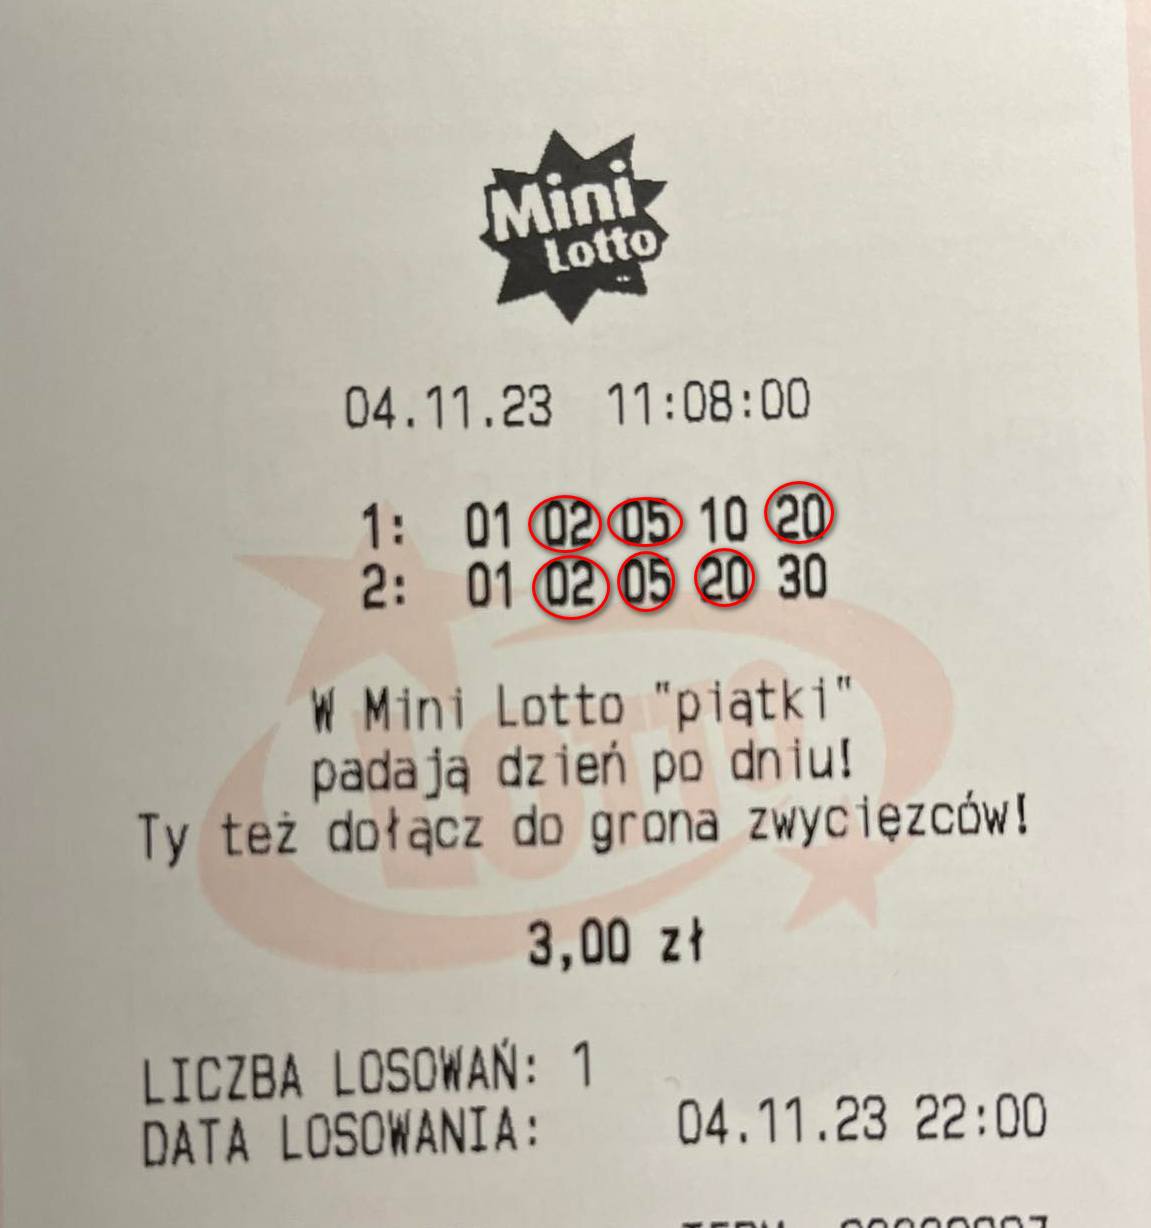 Mini
Lotto
04.11.23 11:08:00
1: 01 02 05 10 20
2: 01 02 05 20 30
LOTTO
W Mini Lotto "piątki"
padają dzień po dniu!
Ty też dołącz do grona zwycięzców!
3,00 zł
LICZBA LOSOWAŃ: 1
DATA LOSOWANIA: 04.11.23 22:00